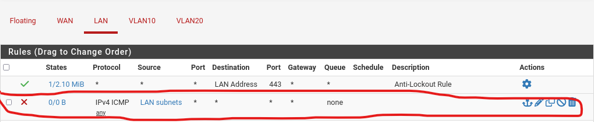 Floating WAN LAN VLAN10 VLAN20
Rules (Drag to Change Order)
States Protocol Source Port Destination Port Gateway Queue Schedule Description Actions
1/2.10 MiB * * * LAN Address 443 * * Anti-Lockout Rule
0/0 B IPv4 ICMP LAN subnets * * * * none
any